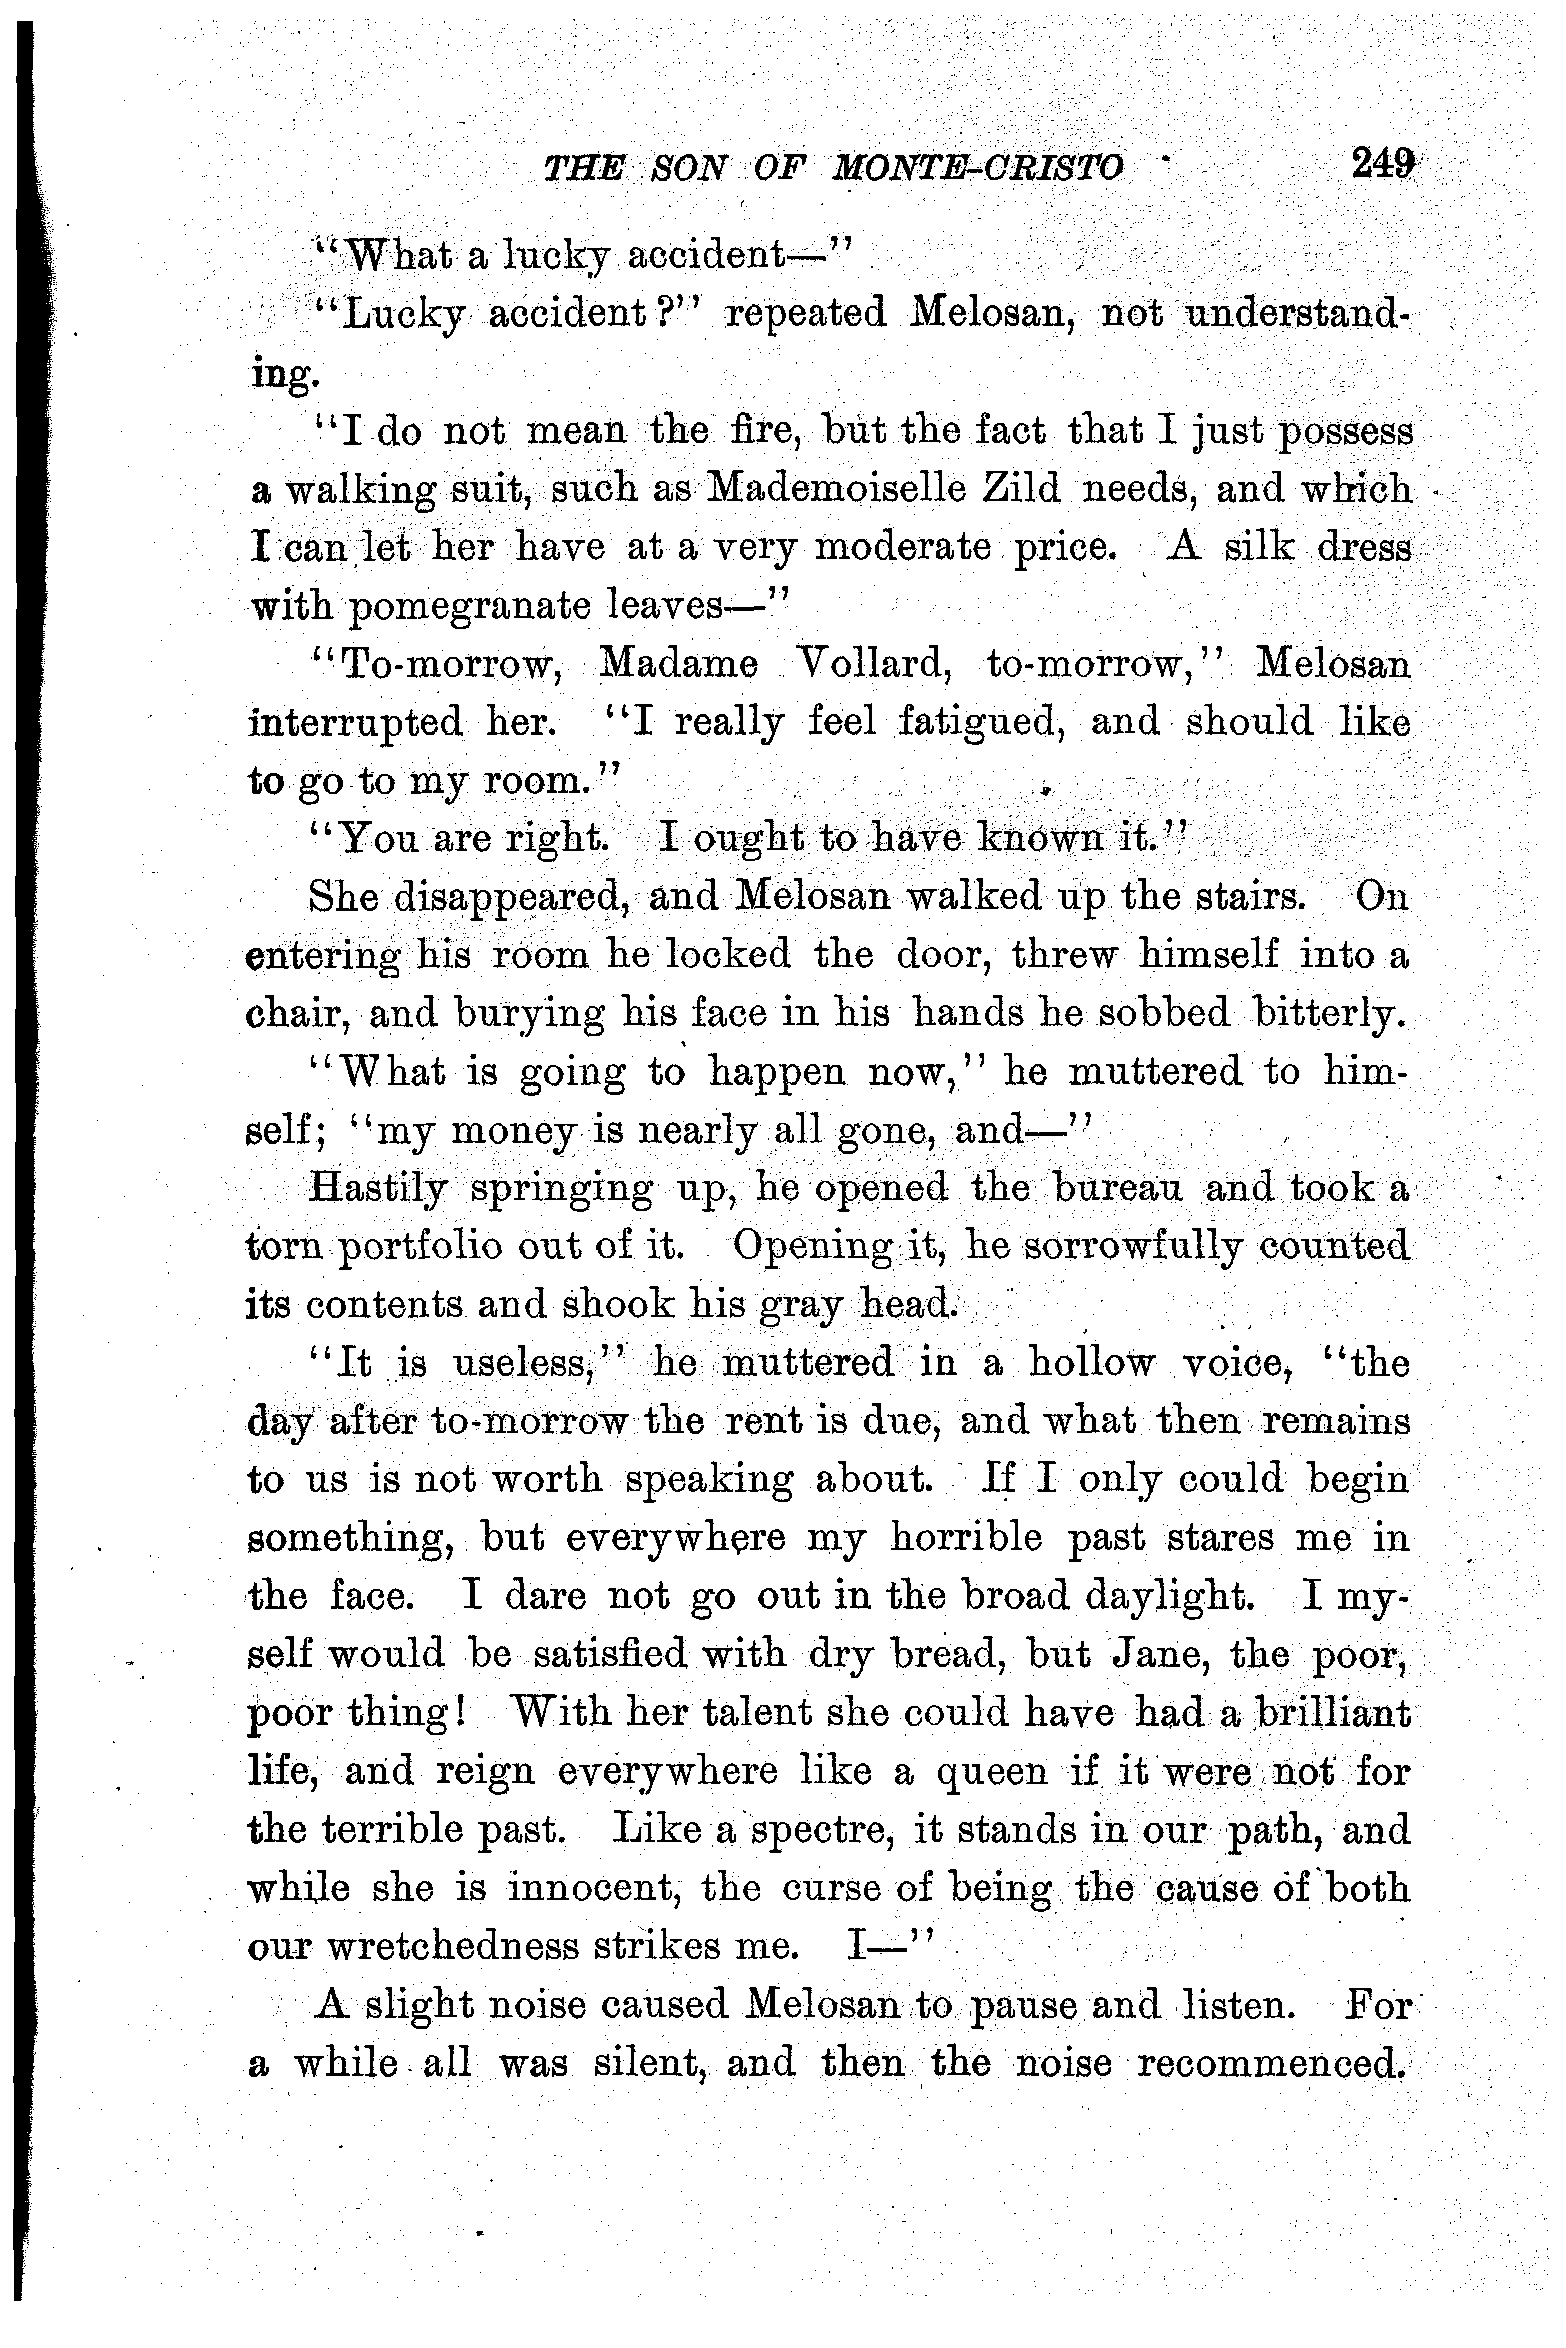 THE SON OF MONTE-CRISTO 249
"What a lucky accident—"
"Lucky accident?" repeated Melosan, not understand-
ing.
"I do not mean the fire, but the fact that I just possess
a walking suit, such as Mademoiselle Zild needs, and which
I can let her have at a very moderate price. A silk dress
with pomegranate leaves—"
"To-morrow, Madame Vollard, to-morrow," Melosan
interrupted her. "I really feel fatigued, and should like
to go to my room."
"You are right. I ought to have known it."
She disappeared, and Melosan walked up the stairs. On
entering his room he locked the door, threw himself into a
chair, and burying his face in his hands he sobbed bitterly.
"What is going to happen now," he muttered to him-
self; "my money is nearly all gone, and—"
Hastily springing up, he opened the bureau and took a
torn portfolio out of it. Opening it, he sorrowfully counted
its contents and shook his gray head.
"It is useless," he muttered in a hollow voice, "the
day after to-morrow the rent is due, and what then remains
to us is not worth speaking about. If I only could begin
something, but everywhere my horrible past stares me in
the face. I dare not go out in the broad daylight. I my-
self would be satisfied with dry bread, but Jane, the poor,
poor thing! With her talent she could have had a brilliant
life, and reign everywhere like a queen if it were not for
the terrible past. Like a spectre, it stands in our path, and
while she is innocent, the curse of being the cause of both
our wretchedness strikes me. I—"
A slight noise caused Melosan to pause and listen. For
a while all was silent, and then the noise recommenced.